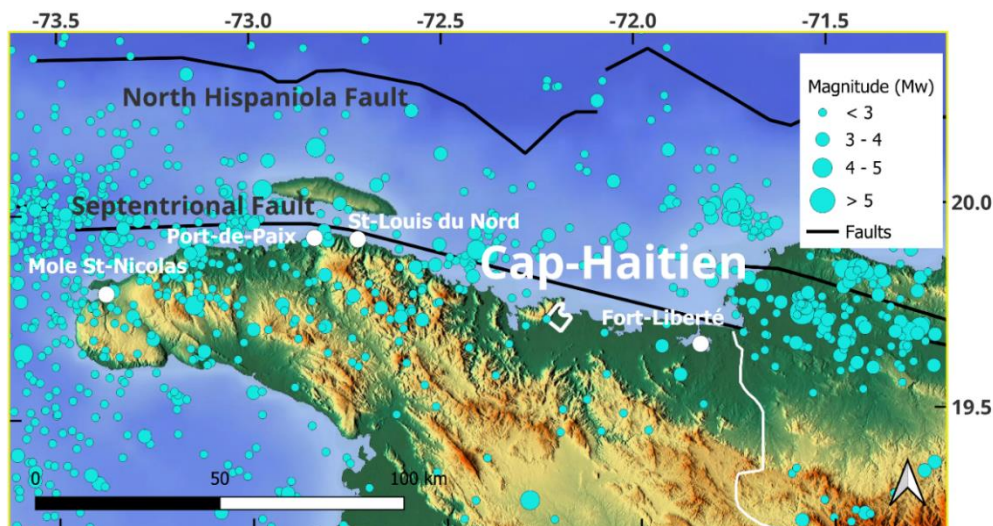 -73.5
-73.0
-72.5
-72.0
-71.5
North Hispaniola Fault
Magnitude (Mw)
< 3
3 - 4
4 - 5
> 5
Faults
20.0
Septentrional Fault
St-Louis du Nord
Port-de-Paix
Cap-Haitien
Mole St-Nicolas
Fort-Liberté
19.5
0
50
100 km